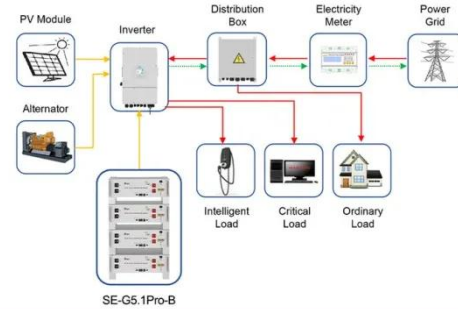 PV Module
Inverter
Distribution
Box
Electricity
Meter
Power
Grid
Alternator
Intelligent
Load
Critical
Load
Ordinary
Load
SE-G5.1Pro-B